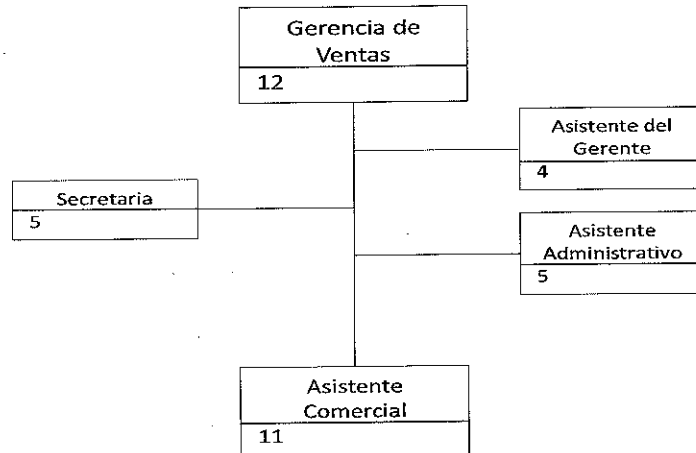 Gerencia de
Ventas
12
Asistente del
Gerente
4
Secretaria
5
Asistente
Administrativo
5
Asistente
Comercial
11